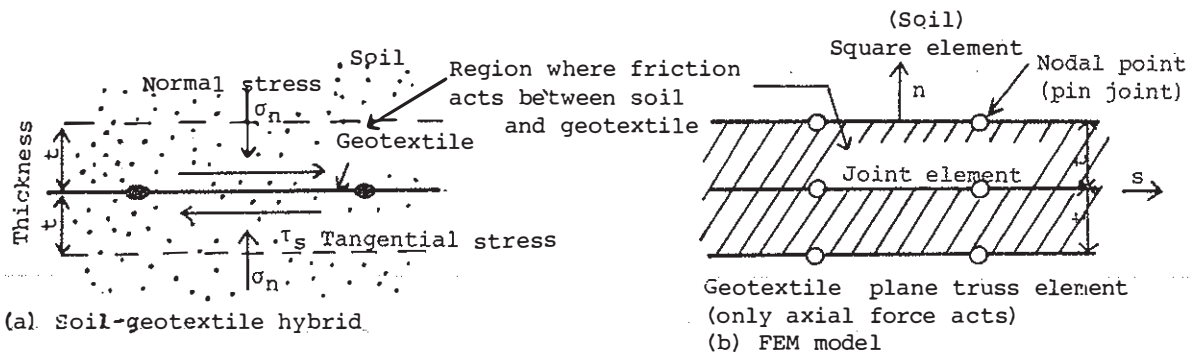 Soil
Normal stress
σn
Thickness
t
t
Geotextile
Region where friction
acts between soil
and geotextile
τs Tangential stress
σn
(a) Soil-geotextile hybrid
(Soil)
Square element
n
Nodal point
(pin joint)
Joint element
t
t
s
Geotextile plane truss element
(only axial force acts)
(b) FEM model